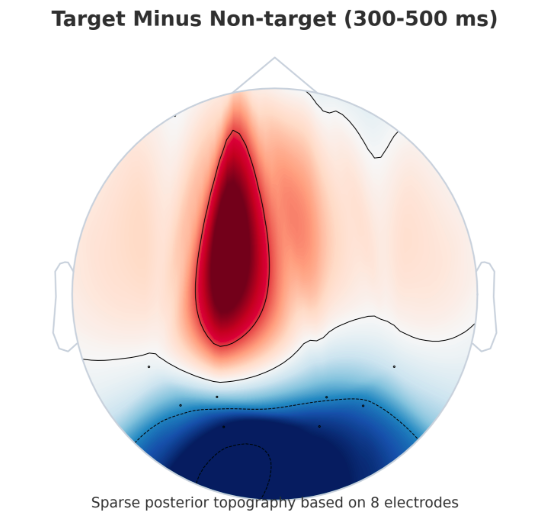 Target Minus Non-target (300-500 ms)
Sparse posterior topography based on 8 electrodes